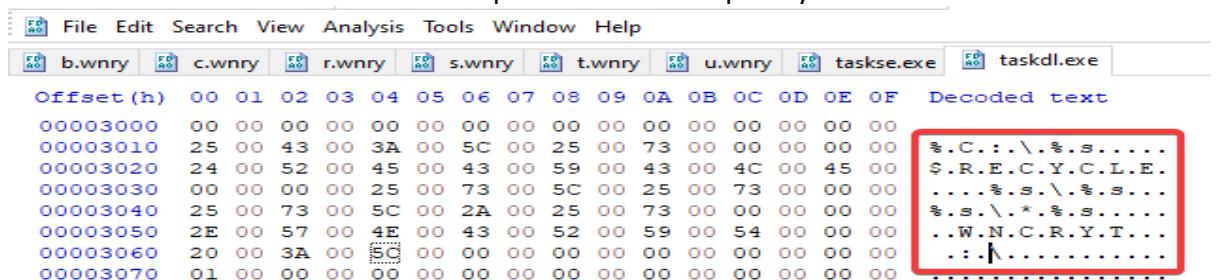 File Edit Search View Analysis Tools Window Help
b.wnry c.wnry r.wnry s.wnry t.wnry u.wnry taskse.exe taskdl.exe
Offset(h) 00 01 02 03 04 05 06 07 08 09 0A 0B 0C 0D 0E 0F Decoded text
00003000 00 00 00 00 00 00 00 00 00 00 00 00 00 00 00 00
00003010 25 00 43 00 3A 00 5C 00 25 00 73 00 00 00 00 00 %.C.:.\.%.s.....
00003020 24 00 52 00 45 00 43 00 59 00 43 00 4C 00 45 00 $.R.E.C.Y.C.L.E.
00003030 00 00 00 00 25 00 73 00 5C 00 25 00 73 00 00 00 ....%.s.\.%.s...
00003040 25 00 73 00 5C 00 2A 00 25 00 73 00 00 00 00 00 %.s.\.*.%.s.....
00003050 2E 00 57 00 4E 00 43 00 52 00 59 00 54 00 00 00 ..W.N.C.R.Y.T...
00003060 20 00 3A 00 5C 00 00 00 00 00 00 00 00 00 00 00 .:.\...........
00003070 01 00 00 00 00 00 00 00 00 00 00 00 00 00 00 00 ................